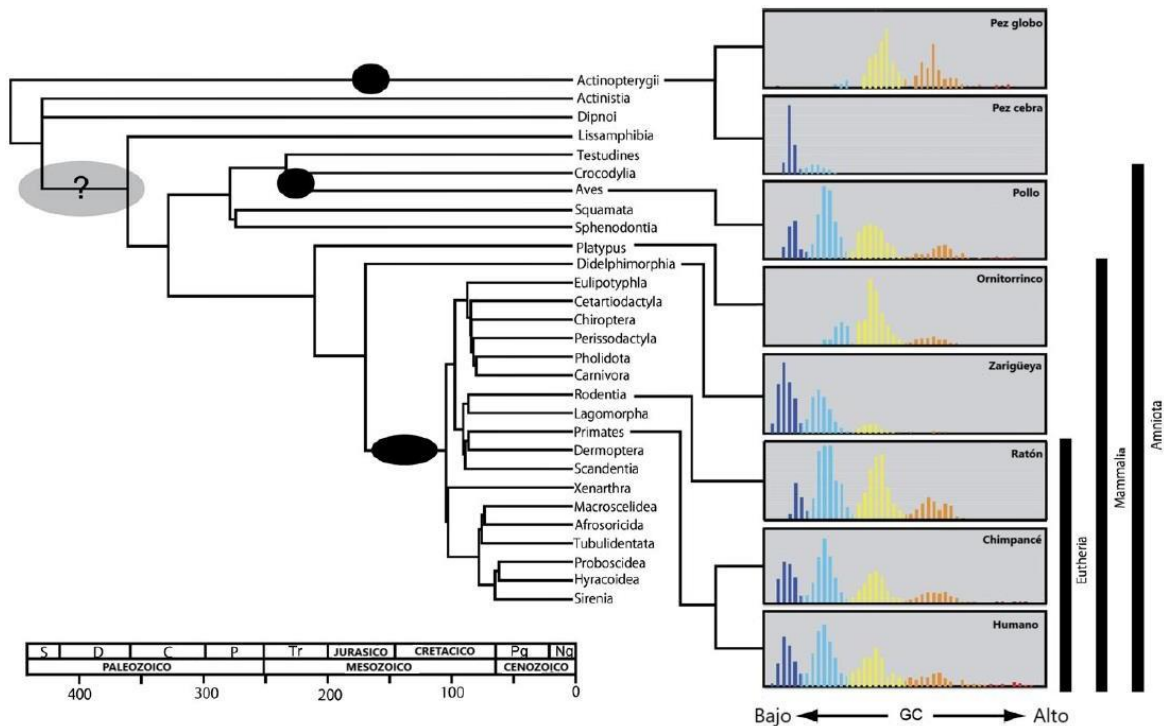 Pez globo
Actinopterygii
Actinistia
Pez cebra
Dipnoi
Lissamphibia
Testudines
Crocodylia
Aves
Pollo
Squamata
Sphenodontia
Platypus
Didelphimorphia
Ornitorrinco
Eulipotyphla
Cetartiodactyla
Chiroptera
Perissodactyla
Pholidota
Zarigüeya
Carnivora
Rodentia
Lagomorpha
Primates
Ratón
Dermoptera
Scandentia
Xenarthra
Macroscelidea
Afrosoricida
Chimpancé
Tubulidentata
Proboscidea
Hyracoidea
Sirenia
Humano
?
Eutheria
Mammalia
Amniota
S D C P Tr JURASICO CRETACICO Pg Ng
PALEOZOICO MESOZOICO CENOZOICO
400 300 200 100 0
Bajo GC Alto